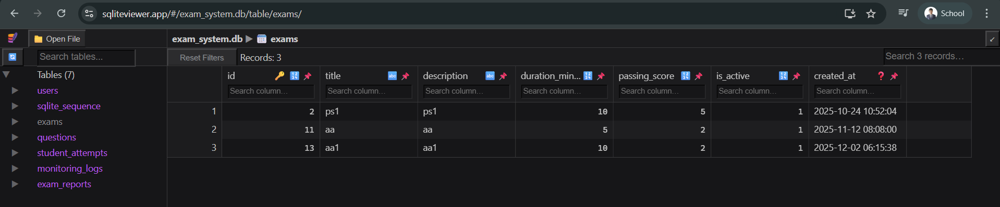 sqliteviewer.app/#/exam_system.db/table/exams/
School
Open File
exam_system.db ▶ exams
Search tables...
Reset Filters
Records: 3
Search 3 records...
Tables (7)
users
sqlite_sequence
exams
questions
student_attempts
monitoring_logs
exam_reports
id title description duration_min... passing_score is_active created_at
Search column... Search column... Search column... Search column... Search column... Search column... Search column...
1 2 ps1 ps1 10 5 1 2025-10-24 10:52:04
2 11 aa aa 5 2 1 2025-11-12 08:08:00
3 13 aa1 aa1 10 2 1 2025-12-02 06:15:38